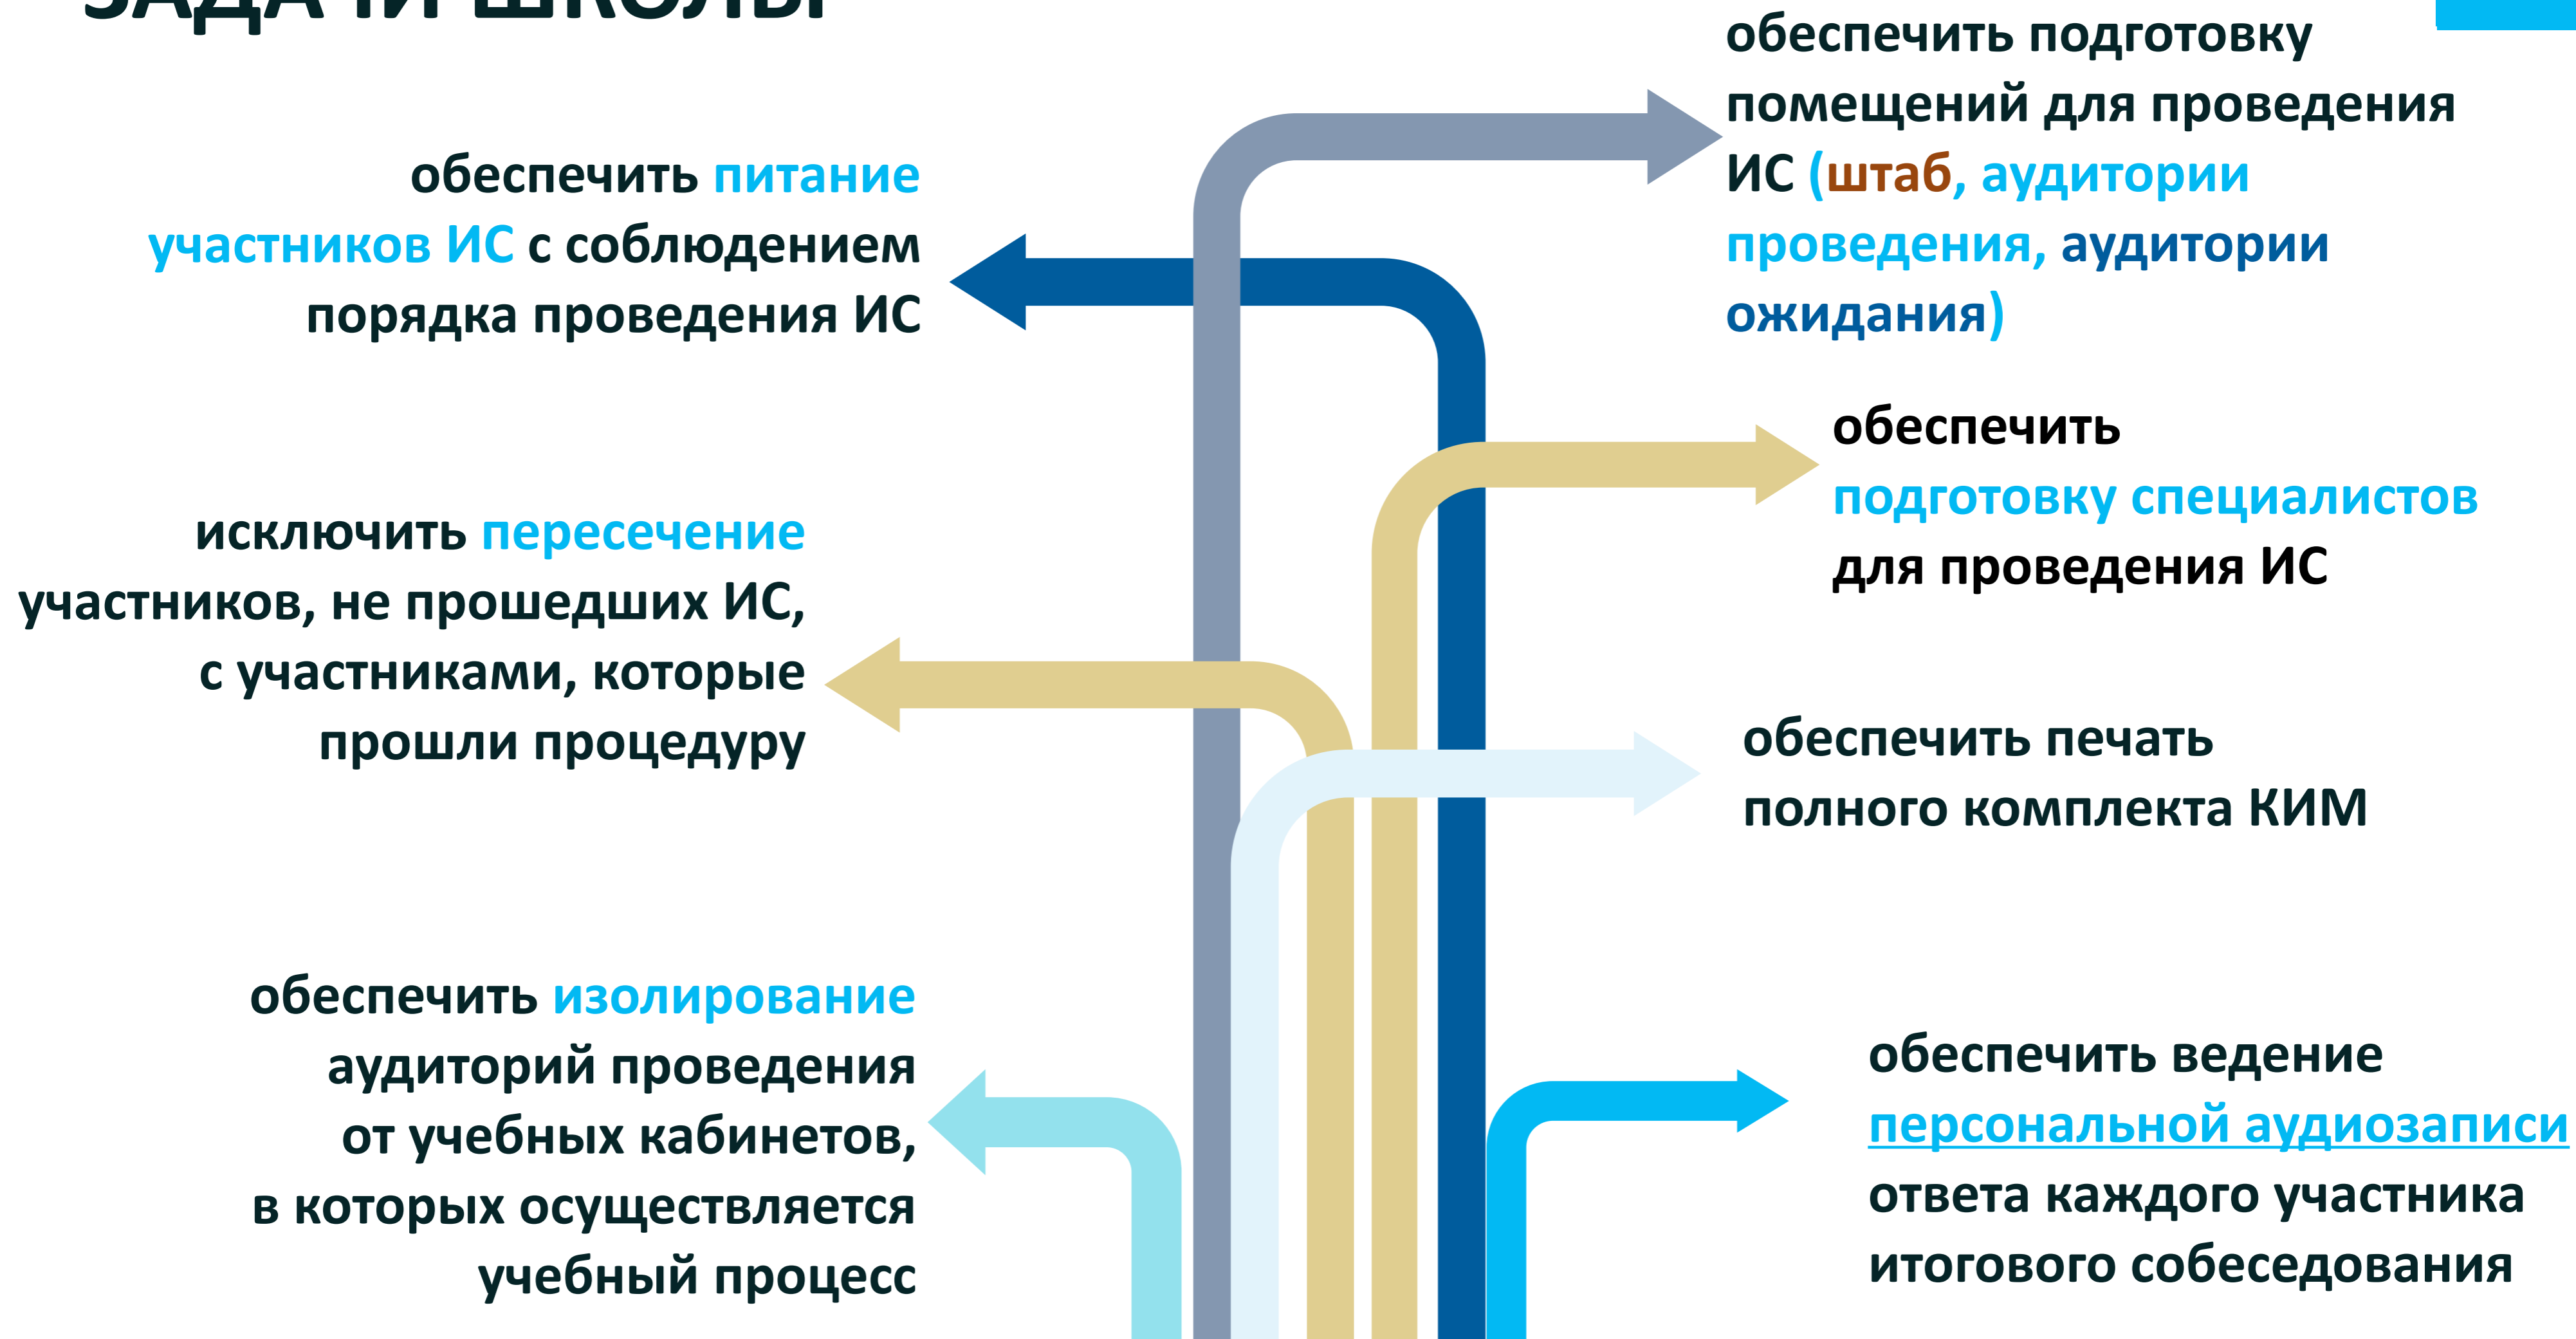 ЗАДАЧИ ШКОЛЫ
обеспечить питание
участников ИС с соблюдением
порядка проведения ИС
исключить пересечение
участников, не прошедших ИС,
с участниками, которые
прошли процедуру
обеспечить изолирование
аудиторий проведения
от учебных кабинетов,
в которых осуществляется
учебный процесс
обеспечить подготовку
помещений для проведения
ИС (штаб, аудитории
проведения, аудитории
ожидания)
обеспечить
подготовку специалистов
для проведения ИС
обеспечить печать
полного комплекта КИМ
обеспечить ведение
персональной аудиозаписи
ответа каждого участника
итогового собеседования